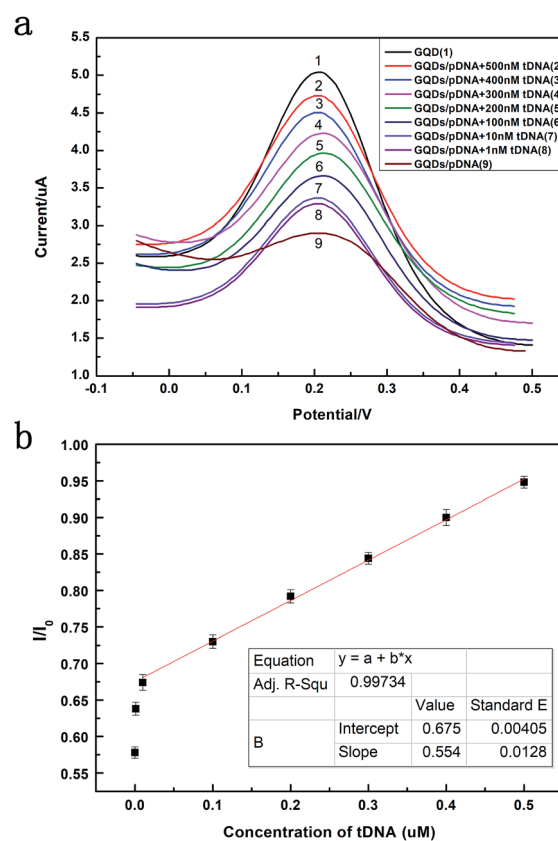 a
5.5
5.0
4.5
4.0
3.5
3.0
2.5
2.0
1.5
1.0
Current/uA
-0.1
0.0
0.1
0.2
0.3
0.4
0.5
Potential/V
1
2
3
4
5
6
7
8
9
GQD(1)
GQDs/pDNA+500nM tDNA(2
GQDs/pDNA+400nM tDNA(3
GQDs/pDNA+300nM tDNA(4
GQDs/pDNA+200nM tDNA(5
GQDs/pDNA+100nM tDNA(6
GQDs/pDNA+10nM tDNA(7)
GQDs/pDNA+1nM tDNA(8)
GQDs/pDNA(9)
b
1.00
0.95
0.90
0.85
0.80
0.75
0.70
0.65
0.60
0.55
I/I0
0.0
0.1
0.2
0.3
0.4
0.5
Concentration of tDNA (uM)
Equation y = a + b*x
Adj. R-Squ 0.99734
Value Standard E
B Intercept 0.675 0.00405
Slope 0.554 0.0128